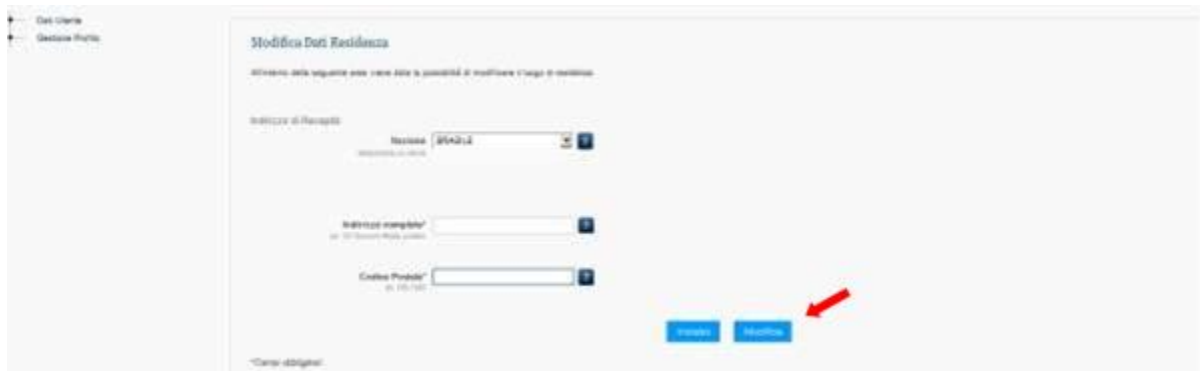 Dati Utente
Gestione Profilo
Modifica Dati Residenza
All'interno della seguente area viene data la possibilità di modificare il luogo di residenza
Indirizzo di Recapito
Nazione BRASILE
Indirizzo completo*
Codice Postale*
Indietro Modifica
*Campi obbligatori